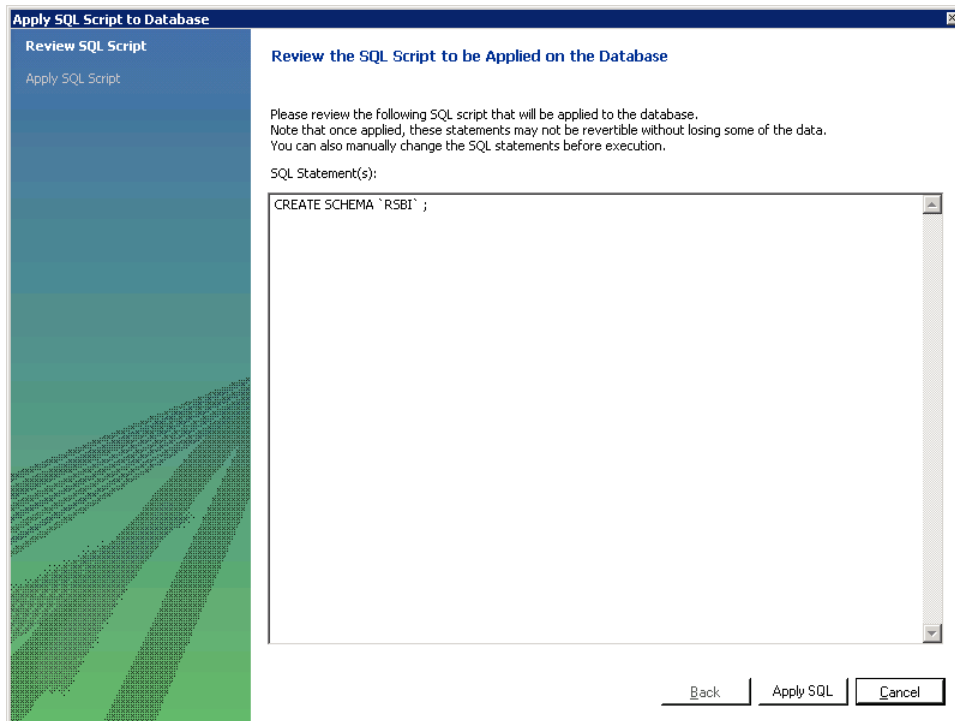 Apply SQL Script to Database
Review SQL Script
Apply SQL Script
Review the SQL Script to be Applied on the Database
Please review the following SQL script that will be applied to the database.
Note that once applied, these statements may not be revertible without losing some of the data.
You can also manually change the SQL statements before execution.
SQL Statement(s):
CREATE SCHEMA `RSBI` ;
Back
Apply SQL
Cancel